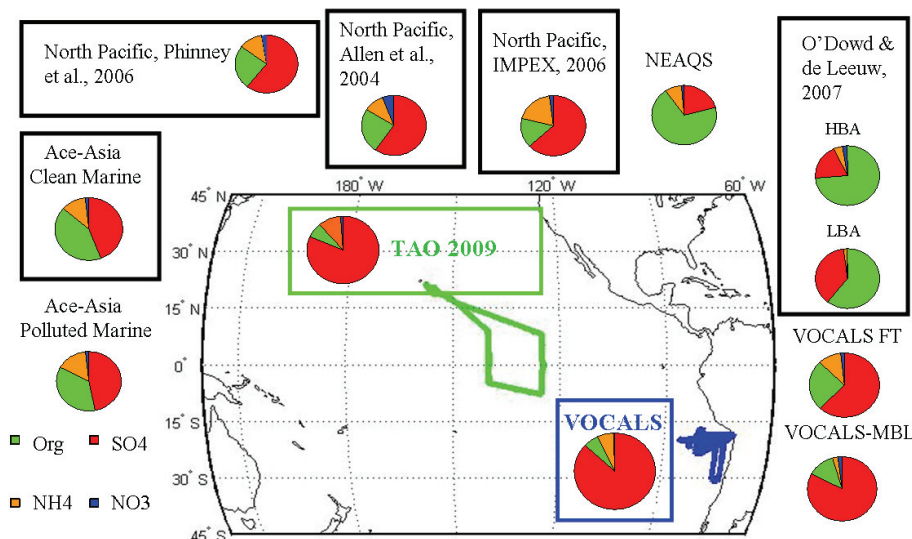 North Pacific, Phinney
et al., 2006
North Pacific,
Allen et al.,
2004
North Pacific,
IMPEX, 2006
NEAQS
O'Dowd &
de Leeuw,
2007
HBA
LBA
Ace-Asia
Clean Marine
Ace-Asia
Polluted Marine
180° W
120° W
60° W
45° N
30° N
15° N
0°
15° S
30° S
45° S
TAO 2009
VOCALS
VOCALS FT
VOCALS-MBL
Org
SO4
NH4
NO3